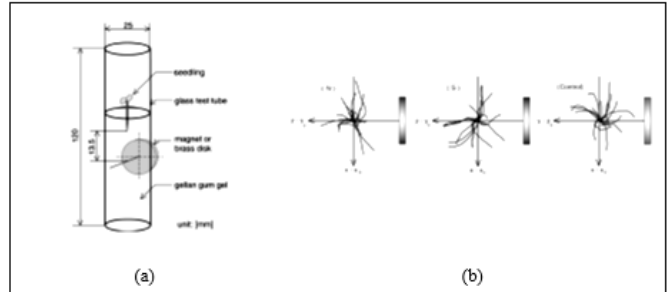 25
seedling
glass test tube
120
13.5
magnet or
brass disk
gellan gum gel
unit: [mm]
( N )
( S )
(Control)
(a)
(b)